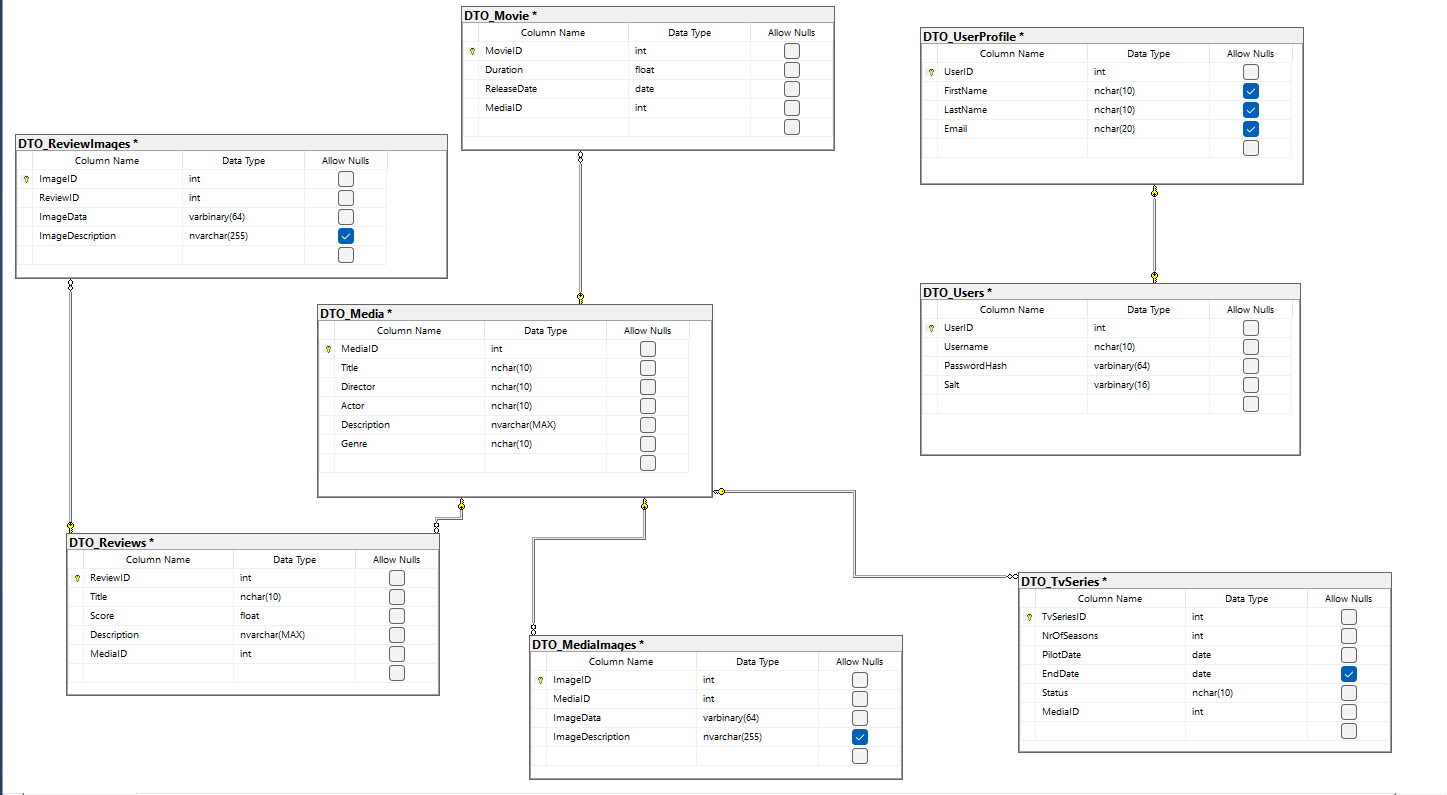 DTO_Movie *
Column Name Data Type Allow Nulls
MovieID int
Duration float
ReleaseDate date
MediaID int
DTO_UserProfile *
Column Name Data Type Allow Nulls
UserID int
FirstName nchar(10)
LastName nchar(10)
Email nchar(20)
DTO_ReviewImages *
Column Name Data Type Allow Nulls
ImageID int
ReviewID int
ImageData varbinary(64)
ImageDescription nvarchar(255)
DTO_Media *
Column Name Data Type Allow Nulls
MediaID int
Title nchar(10)
Director nchar(10)
Actor nchar(10)
Description nvarchar(MAX)
Genre nchar(10)
DTO_Users *
Column Name Data Type Allow Nulls
UserID int
Username nchar(10)
PasswordHash varbinary(64)
Salt varbinary(16)
DTO_Reviews *
Column Name Data Type Allow Nulls
ReviewID int
Title nchar(10)
Score float
Description nvarchar(MAX)
MediaID int
DTO_MediaImages *
Column Name Data Type Allow Nulls
ImageID int
MediaID int
ImageData varbinary(64)
ImageDescription nvarchar(255)
DTO_TvSeries *
Column Name Data Type Allow Nulls
TvSeriesID int
NrOfSeasons int
PilotDate date
EndDate date
Status nchar(10)
MediaID int